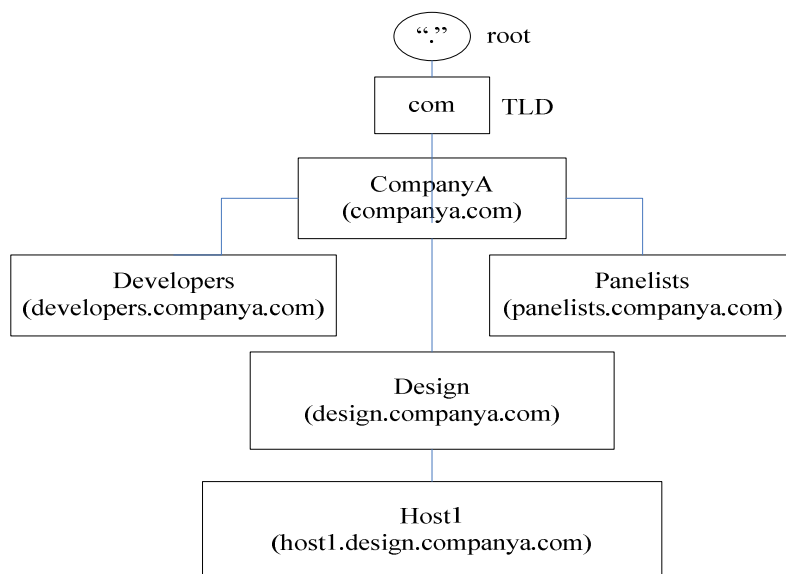 “.” root
com TLD
CompanyA
(companya.com)
Developers
(developers.companya.com)
Panelists
(panelists.companya.com)
Design
(design.companya.com)
Host1
(host1.design.companya.com)